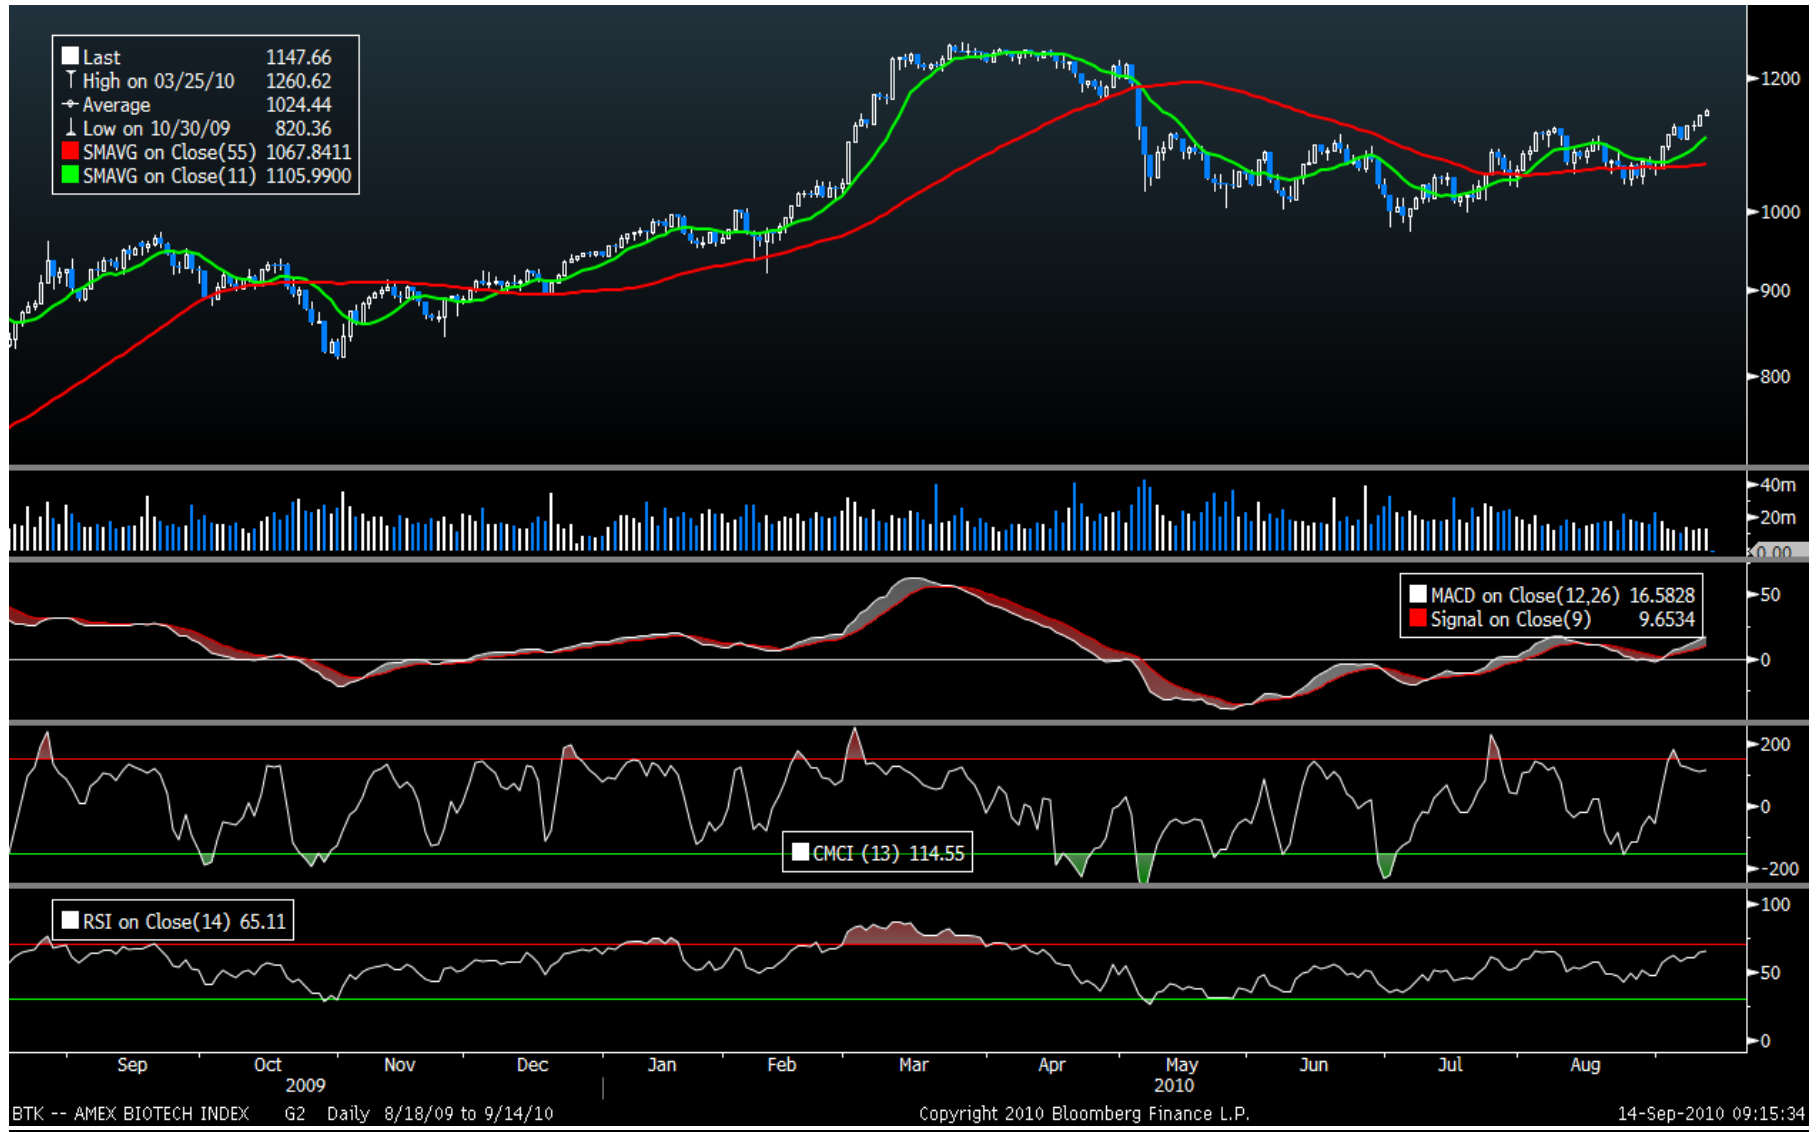 Last 1147.66
High on 03/25/10 1260.62
Average 1024.44
Low on 10/30/09 820.36
SMAVG on Close(55) 1067.8411
SMAVG on Close(11) 1105.9900
1200
1000
900
800
40m
20m
0.00
MACD on Close(12,26) 16.5828
Signal on Close(9) 9.6534
50
0
200
0
-200
CMCI (13) 114.55
RSI on Close(14) 65.11
100
50
0
Sep Oct Nov Dec Jan Feb Mar Apr May Jun Jul Aug
2009 2010
BTK -- AMEX BIOTECH INDEX G2 Daily 8/18/09 to 9/14/10 Copyright 2010 Bloomberg Finance L.P. 14-Sep-2010 09:15:34